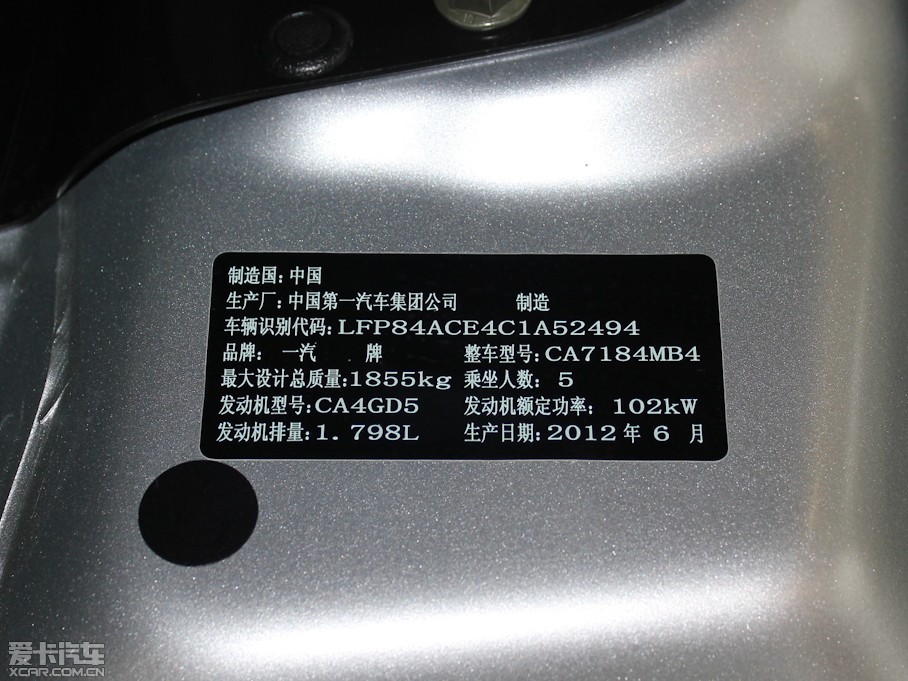 制造国:中国
生产厂:中国第一汽车集团公司 制造
车辆识别代码:LFP84ACE4C1A52494
品牌: 一汽 牌 整车型号:CA7184MB4
最大设计总质量:1855kg 乘坐人数: 5
发动机型号:CA4GD5 发动机额定功率: 102kW
发动机排量:1.798L 生产日期:2012年 6 月
爱卡汽车
XCAR.COM.CN